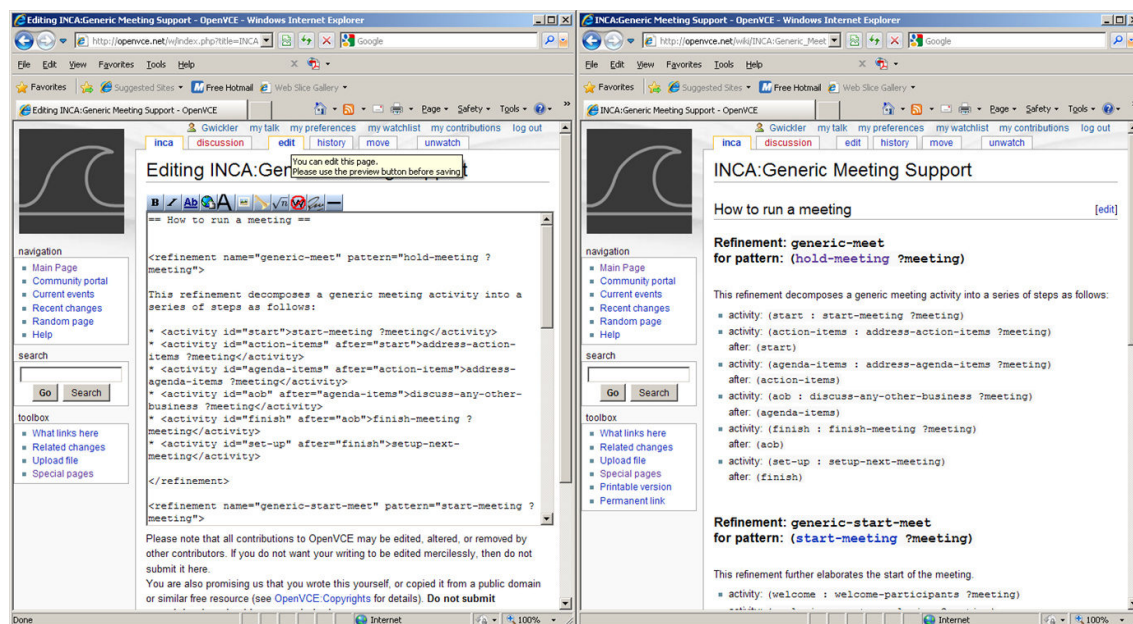 Editing INCA:Generic Meeting Support - OpenVCE - Windows Internet Explorer
http://openvce.net/w/index.php?title=INCA
Google
File Edit View Favorites Tools Help
Favorites Suggested Sites Free Hotmail Web Slice Gallery
Editing INCA:Generic Meeting Support - OpenVCE
Page Safety Tools
Gwickler my talk my preferences my watchlist my contributions log out
inca discussion edit history move unwatch
You can edit this page.
Please use the preview button before saving
Editing INCA:Gen
navigation
Main Page
Community portal
Current events
Recent changes
Random page
Help
search
Go Search
toolbox
What links here
Related changes
Upload file
Special pages
== How to run a meeting ==
<refinement name="generic-meet" pattern="hold-meeting ?
meeting">
This refinement decomposes a generic meeting activity into a
series of steps as follows:
* <activity id="start">start-meeting ?meeting</activity>
* <activity id="action-items" after="start">address-action-
items ?meeting</activity>
* <activity id="agenda-items" after="action-items">address-
agenda-items ?meeting</activity>
* <activity id="aob" after="agenda-items">discuss-any-other-
business ?meeting</activity>
* <activity id="finish" after="aob">finish-meeting ?
meeting</activity>
* <activity id="set-up" after="finish">setup-next-
meeting</activity>
</refinement>
<refinement name="generic-start-meet" pattern="start-meeting ?
meeting">
Please note that all contributions to OpenVCE may be edited, altered, or removed by
other contributors. If you do not want your writing to be edited mercilessly, then do not
submit it here.
You are also promising us that you wrote this yourself, or copied it from a public domain
or similar free resource (see OpenVCE:Copyrights for details). Do not submit
Done Internet 100%
INCA:Generic Meeting Support - OpenVCE - Windows Internet Explorer
http://openvce.net/wiki/INCA:Generic_Meet
Google
File Edit View Favorites Tools Help
Favorites Suggested Sites Free Hotmail Web Slice Gallery
INCA:Generic Meeting Support - OpenVCE
Page Safety Tools
Gwickler my talk my preferences my watchlist my contributions log out
inca discussion edit history move unwatch
INCA:Generic Meeting Support
navigation
Main Page
Community portal
Current events
Recent changes
Random page
Help
search
Go Search
toolbox
What links here
Related changes
Upload file
Special pages
Printable version
Permanent link
How to run a meeting [edit]
Refinement: generic-meet
for pattern: (hold-meeting ?meeting)
This refinement decomposes a generic meeting activity into a series of steps as follows:
activity: (start : start-meeting ?meeting)
activity: (action-items : address-action-items ?meeting)
after: (start)
activity: (agenda-items : address-agenda-items ?meeting)
after: (action-items)
activity: (aob : discuss-any-other-business ?meeting)
after: (agenda-items)
activity: (finish : finish-meeting ?meeting)
after: (aob)
activity: (set-up : setup-next-meeting)
after: (finish)
Refinement: generic-start-meet
for pattern: (start-meeting ?meeting)
This refinement further elaborates the start of the meeting.
activity: (welcome : welcome-participants ?meeting)
Internet 100%